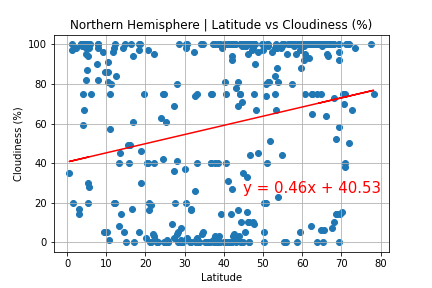 Northern Hemisphere | Latitude vs Cloudiness (%)
100
80
60
40
20
0
Cloudiness (%)
y = 0.46x + 40.53
0 10 20 30 40 50 60 70 80
Latitude